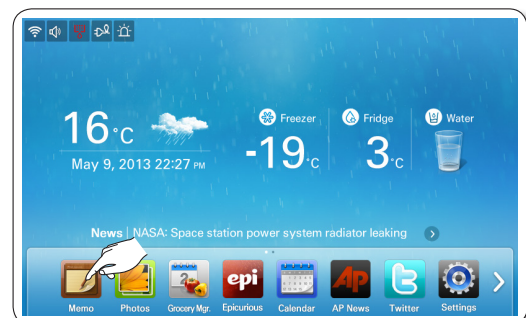 16°C
May 9, 2013 22:27 PM
Freezer
-19°C
Fridge
3°C
Water
News | NASA: Space station power system radiator leaking
epi
AP
Memo
Photos
Grocery Mgr.
Epicurious
Calendar
AP News
Twitter
Settings